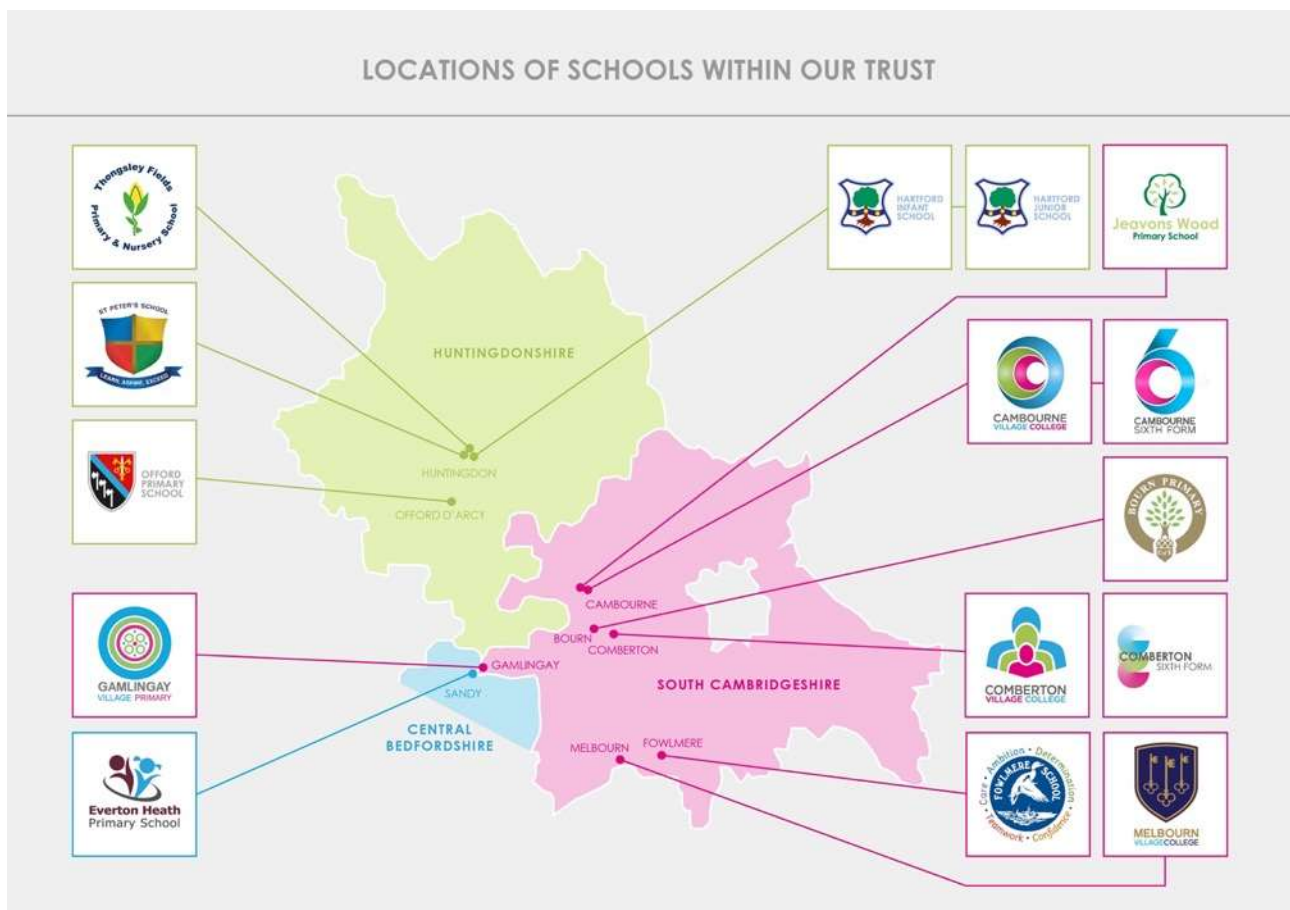 LOCATIONS OF SCHOOLS WITHIN OUR TRUST
Thongsley Fields
Primary & Nursery School
ST PETER'S SCHOOL
LEARN, ASPIRE, EXCEED
OFFORD
PRIMARY
SCHOOL
GAMLINGAY
VILLAGE PRIMARY
Everton Heath
Primary School
HUNTINGDONSHIRE
HUNTINGDON
OFFORD D'ARCY
CAMBOURNE
BOURN
COMBERTON
GAMLINGAY
SANDY
SOUTH CAMBRIDGESHIRE
CENTRAL
BEDFORDSHIRE
MELBOURN
FOWLMERE
HARTFORD
INFANT
SCHOOL
HARTFORD
JUNIOR
SCHOOL
Jeavons Wood
Primary School
CAMBOURNE
VILLAGE COLLEGE
6
CAMBOURNE
SIXTH FORM
BOURN PRIMARY
COMBERTON
VILLAGE COLLEGE
COMBERTON
SIXTH FORM
Care • Ambition • Determination
FOWLMERE SCHOOL
Teamwork • Confidence
MELBOURN
VILLAGECOLLEGE